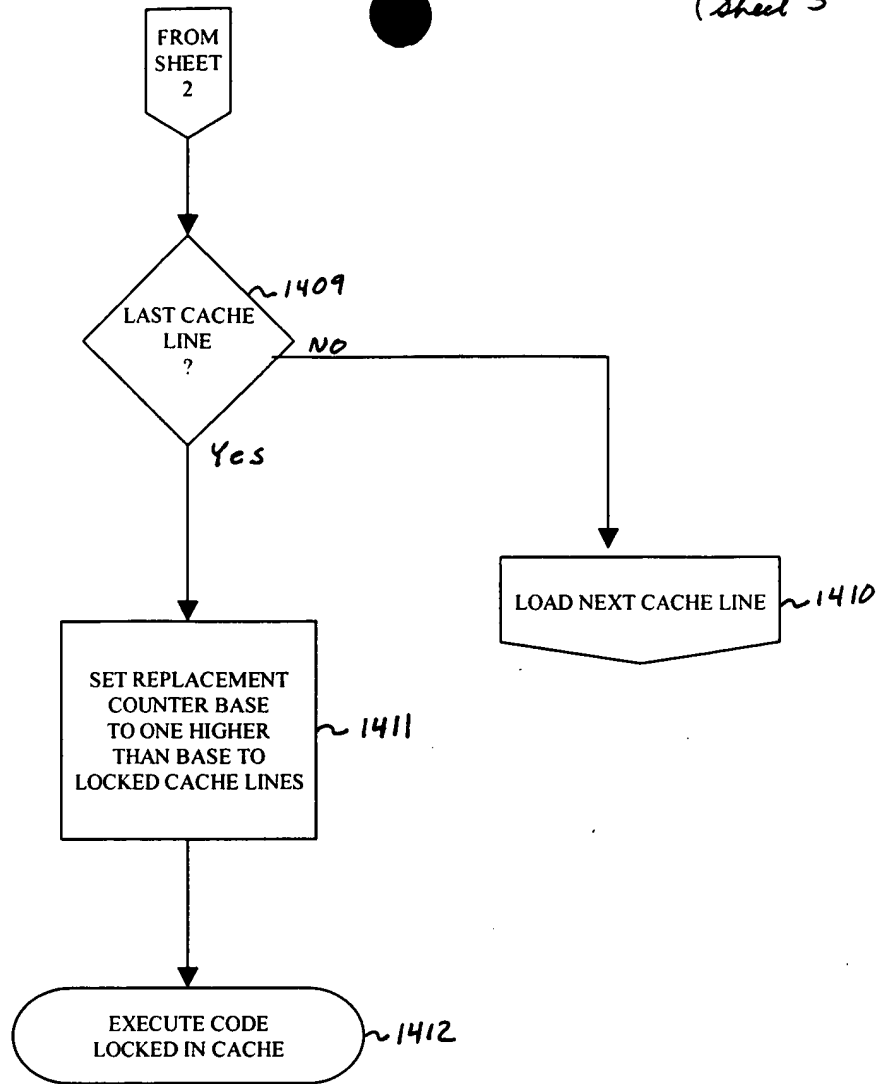 (Sheet 3
FROM
SHEET
2
1409
LAST CACHE
LINE
?
NO
Yes
LOAD NEXT CACHE LINE
1410
SET REPLACEMENT
COUNTER BASE
TO ONE HIGHER
THAN BASE TO
LOCKED CACHE LINES
1411
EXECUTE CODE
LOCKED IN CACHE
1412